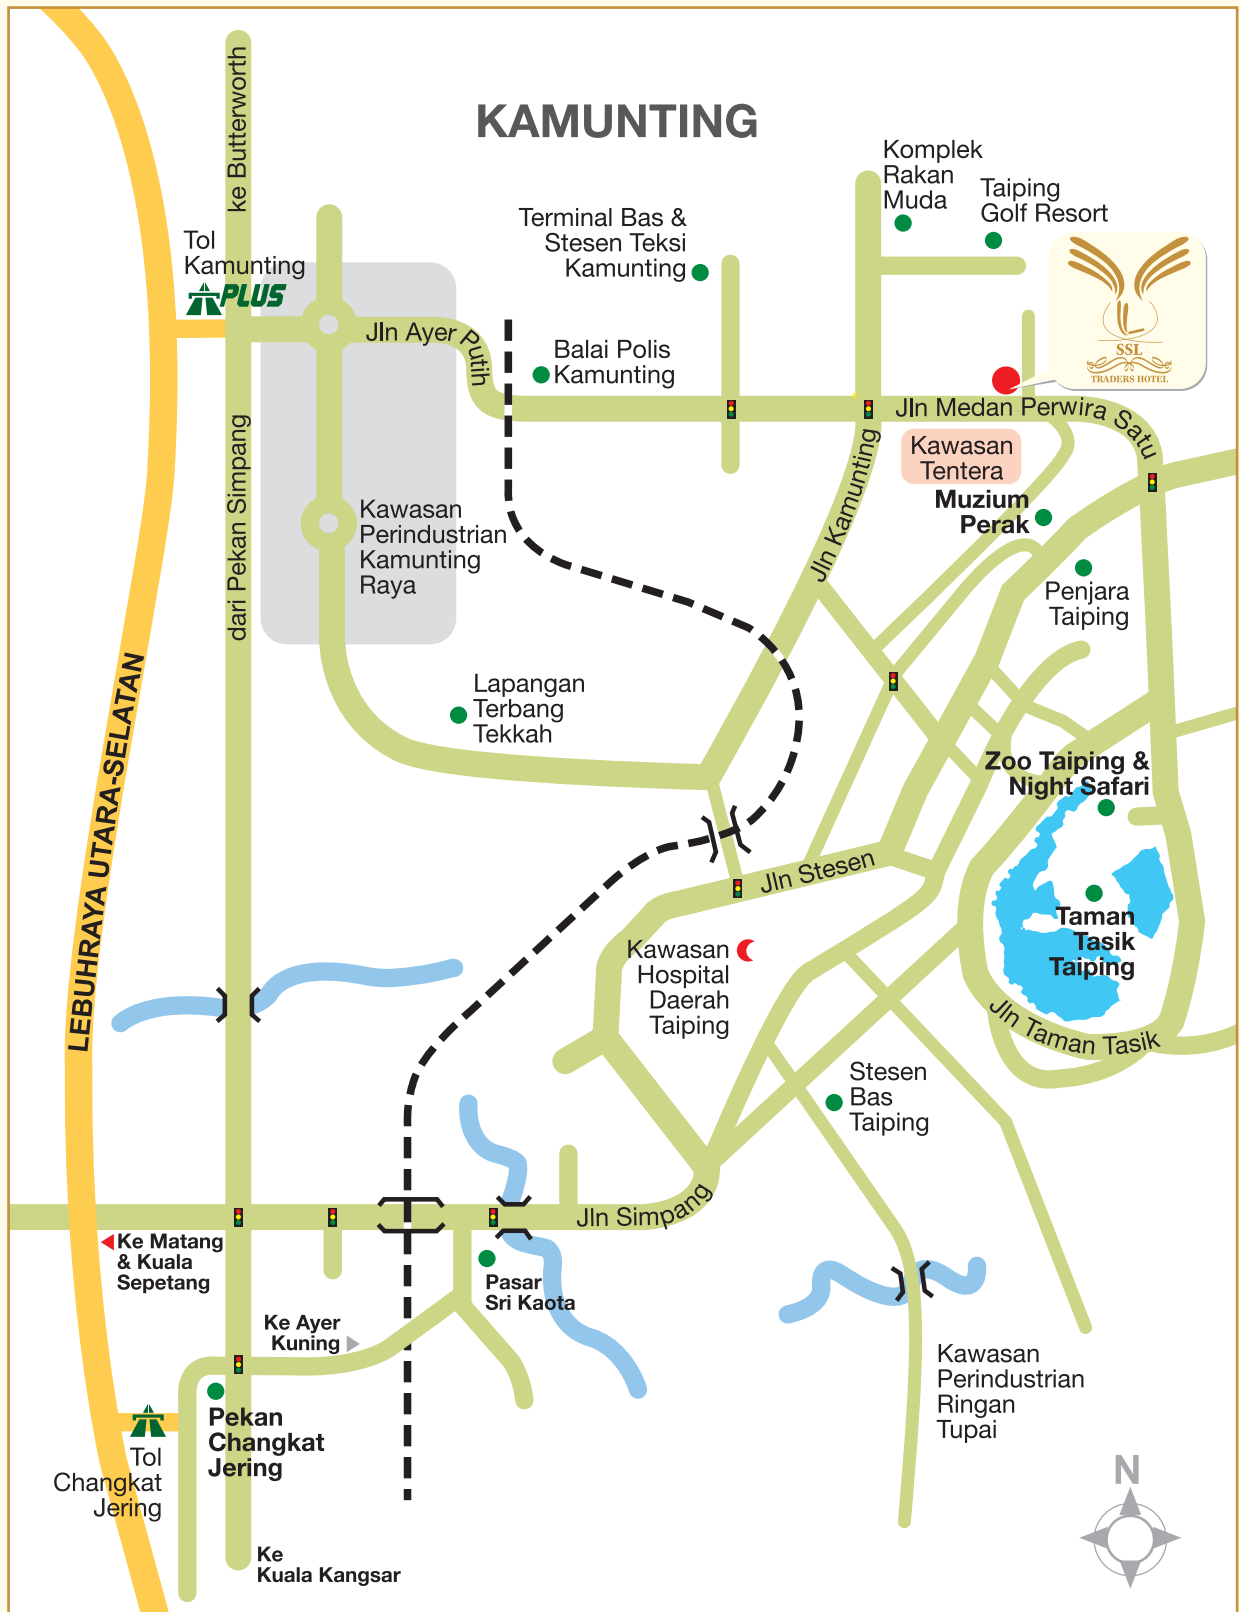 ke Butterworth
KAMUNTING
Komplek
Rakan
Muda
Taiping
Golf Resort
Terminal Bas &
Stesen Teksi
Kamunting
Tol
Kamunting
PLUS
Jln Ayer Putih
Balai Polis
Kamunting
SSL
TRADERS HOTEL
Jln Medan Perwira Satu
Kawasan
Tentera
Muzium
Perak
dari Pekan Simpang
Kawasan
Perindustrian
Kamunting
Raya
Jln Kamunting
Penjara
Taiping
LEBUHRAYA UTARA-SELATAN
Lapangan
Terbang
Tekkah
Zoo Taiping &
Night Safari
Jln Stesen
Taman
Tasik
Taiping
Kawasan
Hospital
Daerah
Taiping
Jln Taman Tasik
Stesen
Bas
Taiping
Jln Simpang
Ke Matang
& Kuala
Sepetang
Pasar
Sri Kaota
Ke Ayer
Kuning
Kawasan
Perindustrian
Ringan
Tupai
Pekan
Changkat
Jering
Tol
Changkat
Jering
N
Ke
Kuala Kangsar